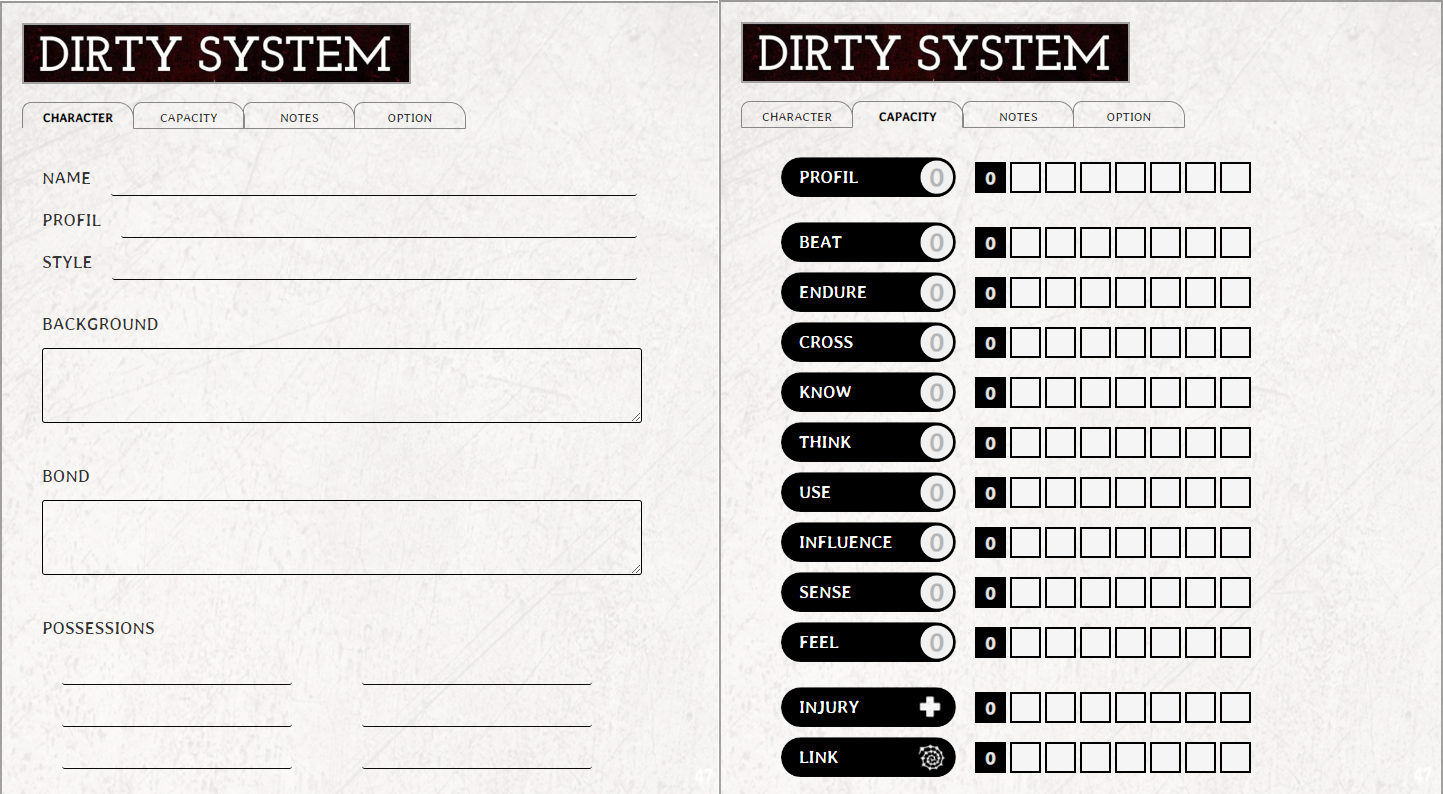 DIRTY SYSTEM
CHARACTER CAPACITY NOTES OPTION
NAME
PROFIL
STYLE
BACKGROUND
BOND
POSSESSIONS
47
DIRTY SYSTEM
CHARACTER CAPACITY NOTES OPTION
PROFIL 0 0
BEAT 0 0
ENDURE 0 0
CROSS 0 0
KNOW 0 0
THINK 0 0
USE 0 0
INFLUENCE 0 0
SENSE 0 0
FEEL 0 0
INJURY 0
LINK 0
47